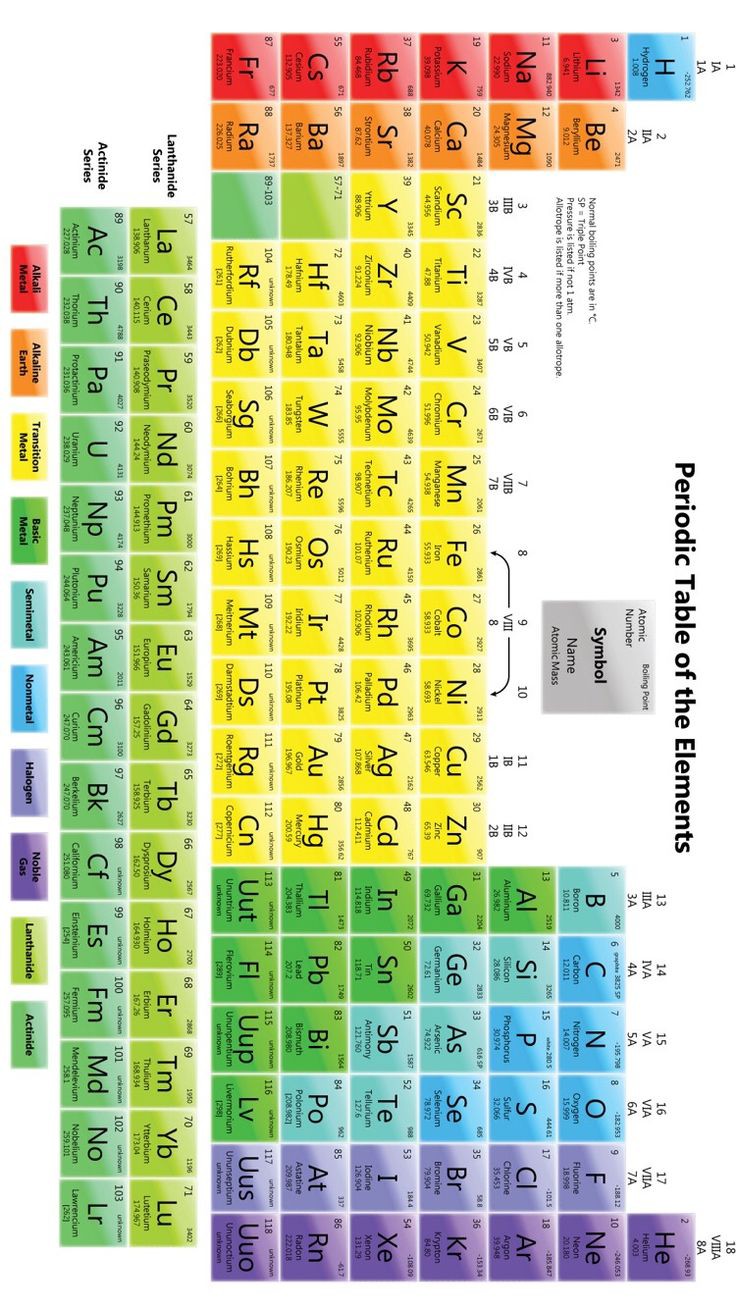 1
IA
1A
18
VIIIA
8A
Periodic Table of the Elements
1 -252.762
H
Hydrogen
1.008
2
IIA
2A
13
IIIA
3A
14
IVA
4A
15
VA
5A
16
VIA
6A
17
VIIA
7A
2 -268.93
He
Helium
4.003
Atomic Number
Boiling Point
Symbol
Name
Atomic Mass
Normal boiling points are in °C.
SP = Triple Point
Pressure is listed if not 1 atm.
Allotrope is listed if more than one allotrope.
3 1342
Li
Lithium
6.941
4 2471
Be
Beryllium
9.012
5 4000
B
Boron
10.811
6 graphite 3825 SP
C
Carbon
12.011
7 -195.798
N
Nitrogen
14.007
8 -182.953
O
Oxygen
15.999
9 -188.12
F
Fluorine
18.998
10 -246.053
Ne
Neon
20.180
11 882.940
Na
Sodium
22.990
12 1090
Mg
Magnesium
24.305
3
IIIB
3B
4
IVB
4B
5
VB
5B
6
VIB
6B
7
VIIB
7B
8
9
10
VIII
8
11
IB
1B
12
IIB
2B
13 2519
Al
Aluminum
26.982
14 3265
Si
Silicon
28.086
15 white 280.5
P
Phosphorus
30.974
16 444.61
S
Sulfur
32.066
17 -101.5
Cl
Chlorine
35.453
18 -185.847
Ar
Argon
39.948
19 759
K
Potassium
39.098
20 1484
Ca
Calcium
40.078
21 2836
Sc
Scandium
44.956
22 3287
Ti
Titanium
47.88
23 3407
V
Vanadium
50.942
24 2671
Cr
Chromium
51.996
25 2061
Mn
Manganese
54.938
26 2861
Fe
Iron
55.933
27 2927
Co
Cobalt
58.933
28 2913
Ni
Nickel
58.693
29 2562
Cu
Copper
63.546
30 907
Zn
Zinc
65.39
31 2204
Ga
Gallium
69.732
32 2833
Ge
Germanium
72.61
33 616 SP
As
Arsenic
74.922
34 685
Se
Selenium
78.972
35 58.8
Br
Bromine
79.904
36 -153.34
Kr
Krypton
84.80
37 688
Rb
Rubidium
84.468
38 1382
Sr
Strontium
87.62
39 3345
Y
Yttrium
88.906
40 4409
Zr
Zirconium
91.224
41 4744
Nb
Niobium
92.906
42 4639
Mo
Molybdenum
95.95
43 4265
Tc
Technetium
98.907
44 4150
Ru
Ruthenium
101.07
45 3695
Rh
Rhodium
102.906
46 2963
Pd
Palladium
106.42
47 2162
Ag
Silver
107.868
48 767
Cd
Cadmium
112.411
49 2072
In
Indium
114.818
50 2602
Sn
Tin
118.71
51 1587
Sb
Antimony
121.760
52 988
Te
Tellurium
127.6
53 184.4
I
Iodine
126.904
54 -108.09
Xe
Xenon
131.29
55 671
Cs
Cesium
132.905
56 1897
Ba
Barium
137.327
57-71
72 4603
Hf
Hafnium
178.49
73 5458
Ta
Tantalum
180.948
74 5555
W
Tungsten
183.85
75 5596
Re
Rhenium
186.207
76 5012
Os
Osmium
190.23
77 4428
Ir
Iridium
192.22
78 3825
Pt
Platinum
195.08
79 2856
Au
Gold
196.967
80 356.62
Hg
Mercury
200.59
81 1473
Tl
Thallium
204.383
82 1749
Pb
Lead
207.2
83 1564
Bi
Bismuth
208.980
84 962
Po
Polonium
[208.982]
85 337
At
Astatine
209.987
86 -61.7
Rn
Radon
222.018
87 677
Fr
Francium
223.020
88 1737
Ra
Radium
226.025
89-103
104 unknown
Rf
Rutherfordium
[261]
105 unknown
Db
Dubnium
[262]
106 unknown
Sg
Seaborgium
[266]
107 unknown
Bh
Bohrium
[264]
108 unknown
Hs
Hassium
[269]
109 unknown
Mt
Meitnerium
[268]
110 unknown
Ds
Darmstadtium
[269]
111 unknown
Rg
Roentgenium
[272]
112 unknown
Cn
Copernicium
[277]
113 unknown
Uut
Ununtrium
unknown
114 unknown
Fl
Flerovium
[289]
115 unknown
Uup
Ununpentium
unknown
116 unknown
Lv
Livermorium
[298]
117 unknown
Uus
Ununseptium
unknown
118 unknown
Uuo
Ununoctium
unknown
Lanthanide
Series
57 3464
La
Lanthanum
138.906
58 3443
Ce
Cerium
140.115
59 3520
Pr
Praseodymium
140.908
60 3074
Nd
Neodymium
144.24
61 3000
Pm
Promethium
144.913
62 1794
Sm
Samarium
150.36
63 1529
Eu
Europium
151.966
64 3273
Gd
Gadolinium
157.25
65 3230
Tb
Terbium
158.925
66 2567
Dy
Dysprosium
162.50
67 2700
Ho
Holmium
164.930
68 2868
Er
Erbium
167.26
69 1950
Tm
Thulium
168.934
70 1196
Yb
Ytterbium
173.04
71 3402
Lu
Lutetium
174.967
Actinide
Series
89 3198
Ac
Actinium
227.028
90 4788
Th
Thorium
232.038
91 4027
Pa
Protactinium
231.036
92 4131
U
Uranium
238.029
93 4174
Np
Neptunium
237.048
94 3228
Pu
Plutonium
244.064
95 2011
Am
Americium
243.061
96 3100
Cm
Curium
247.070
97 2627
Bk
Berkelium
247.070
98 unknown
Cf
Californium
251.080
99 unknown
Es
Einsteinium
[254]
100 unknown
Fm
Fermium
257.095
101 unknown
Md
Mendelevium
258.1
102 unknown
No
Nobelium
259.101
103 unknown
Lr
Lawrencium
[262]
Alkali
Metal
Alkaline
Earth
Transition
Metal
Basic
Metal
Semimetal
Nonmetal
Halogen
Noble
Gas
Lanthanide
Actinide